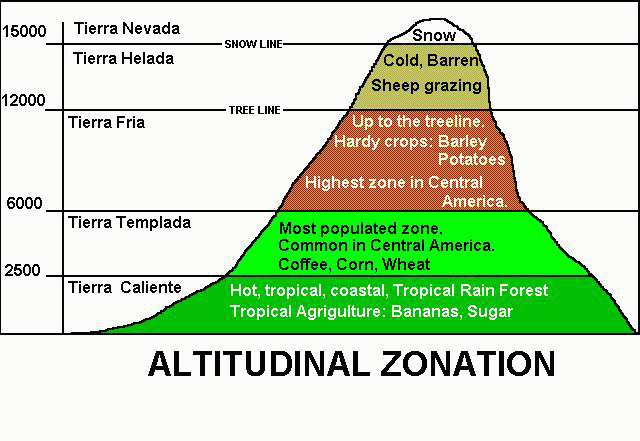 15000
Tierra Nevada
Snow
SNOW LINE
Tierra Helada
Cold, Barren
Sheep grazing
12000
TREE LINE
Tierra Fria
Up to the treeline.
Hardy crops: Barley
Potatoes
Highest zone in Central
America.
6000
Tierra Templada
Most populated zone.
Common in Central America.
Coffee, Corn, Wheat
2500
Tierra Caliente
Hot, tropical, coastal, Tropical Rain Forest
Tropical Agrigulture: Bananas, Sugar
ALTITUDINAL ZONATION